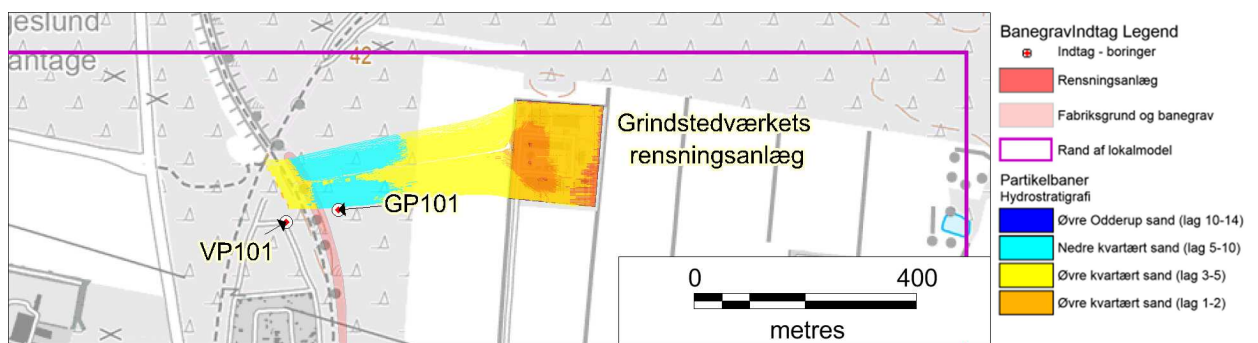 geslund
antage
42
Grindstedværkets
rensningsanlæg
GP101
VP101
0 400
metres
BanegravIndtag Legend
Indtag - boringer
Rensningsanlæg
Fabriksgrund og banegrav
Rand af lokalmodel
Partikelbaner
Hydrostratigrafi
Øvre Odderup sand (lag 10-14)
Nedre kvartært sand (lag 5-10)
Øvre kvartært sand (lag 3-5)
Øvre kvartært sand (lag 1-2)